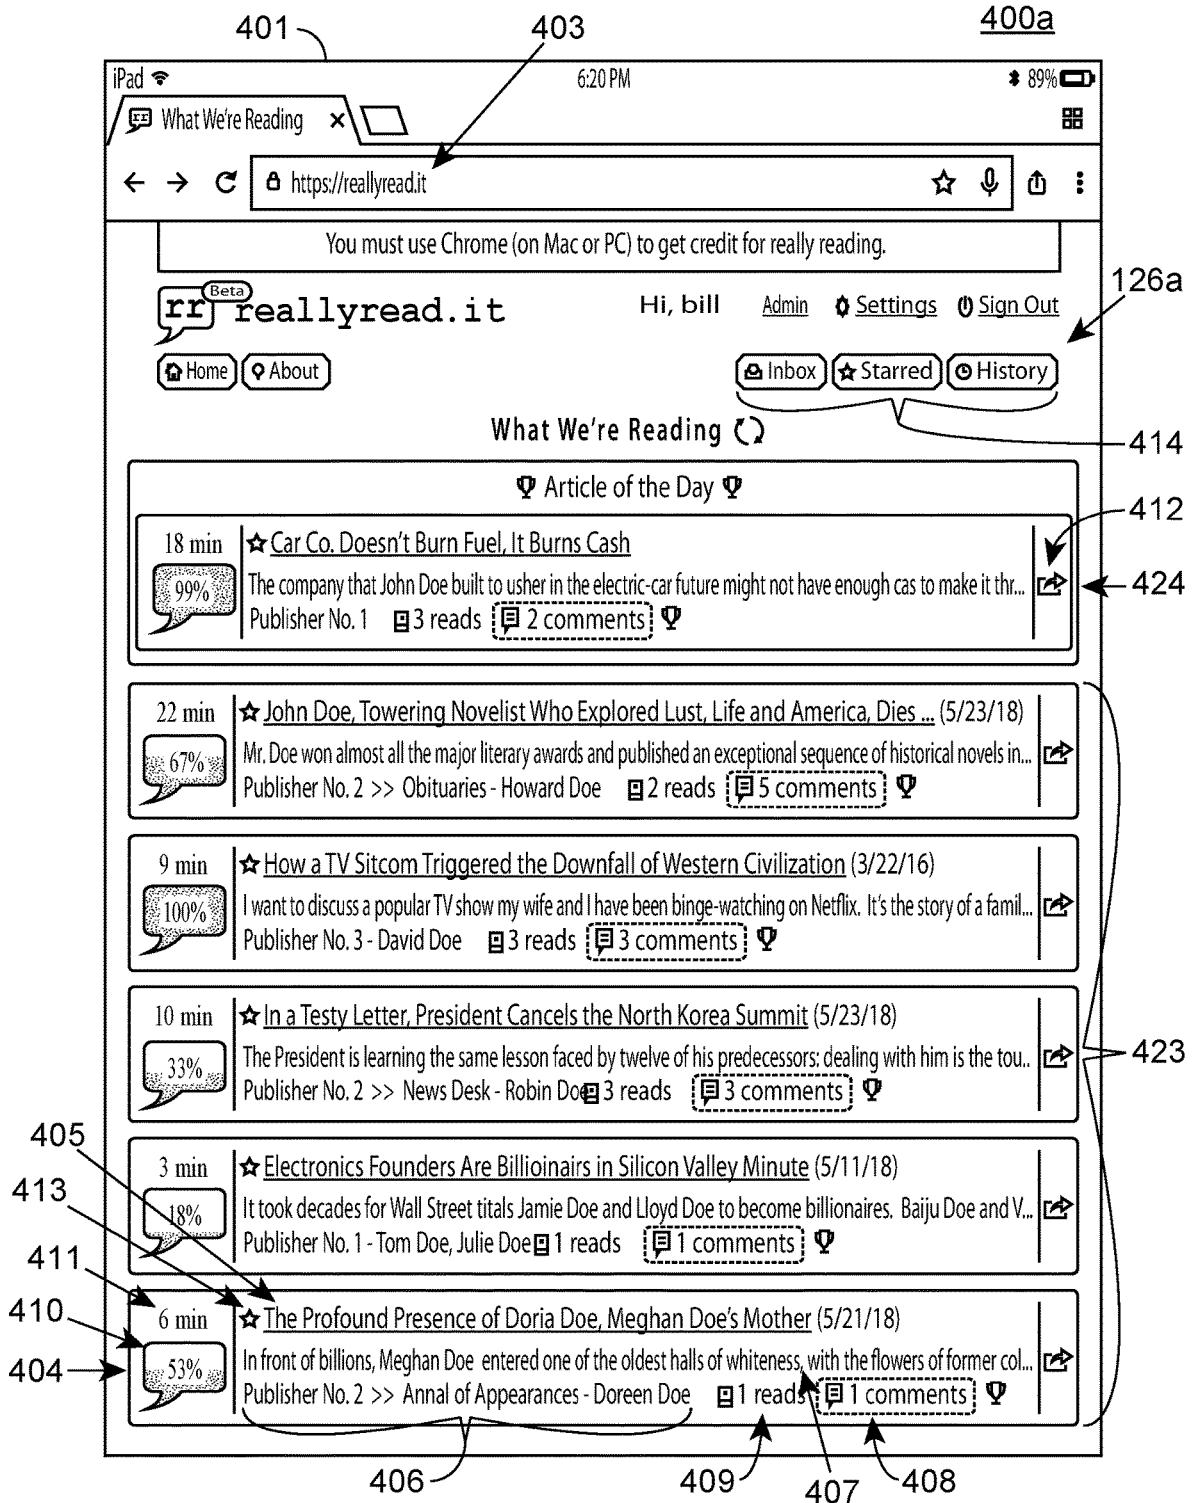 400a
401
403
iPad 6:20 PM 89%
rr What We're Reading ×
https://reallyread.it
You must use Chrome (on Mac or PC) to get credit for really reading.
126a
rr Beta reallyread.it Hi, bill Admin Settings Sign Out
Home About Inbox Starred History
414
What We're Reading
Article of the Day
412
18 min Car Co. Doesn't Burn Fuel, It Burns Cash
99% The company that John Doe built to usher in the electric-car future might not have enough cas to make it thr...
424
Publisher No. 1 3 reads 2 comments
22 min John Doe, Towering Novelist Who Explored Lust, Life and America, Dies ... (5/23/18)
67% Mr. Doe won almost all the major literary awards and published an exceptional sequence of historical novels in...
Publisher No. 2 >> Obituaries - Howard Doe 2 reads 5 comments
9 min How a TV Sitcom Triggered the Downfall of Western Civilization (3/22/16)
100% I want to discuss a popular TV show my wife and I have been binge-watching on Netflix. It's the story of a famil...
Publisher No. 3 - David Doe 3 reads 3 comments
10 min In a Testy Letter, President Cancels the North Korea Summit (5/23/18)
33% The President is learning the same lesson faced by twelve of his predecessors: dealing with him is the tou..
423
Publisher No. 2 >> News Desk - Robin Doe 3 reads 3 comments
405
3 min Electronics Founders Are Billioinairs in Silicon Valley Minute (5/11/18)
413
18% It took decades for Wall Street titals Jamie Doe and Lloyd Doe to become billionaires. Baiju Doe and V...
Publisher No. 1 - Tom Doe, Julie Doe 1 reads 1 comments
411
410
6 min The Profound Presence of Doria Doe, Meghan Doe's Mother (5/21/18)
404
53% In front of billions, Meghan Doe entered one of the oldest halls of whiteness, with the flowers of former col...
Publisher No. 2 >> Annal of Appearances - Doreen Doe 1 reads 1 comments
406
409
407
408